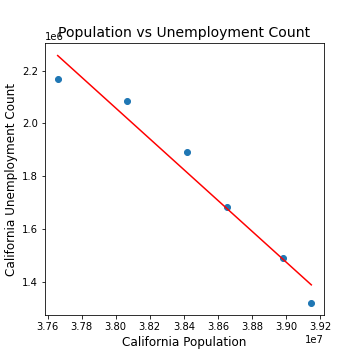 Population vs Unemployment Count
1e6
2.2
2.0
1.8
1.6
1.4
California Unemployment Count
3.76 3.78 3.80 3.82 3.84 3.86 3.88 3.90 3.92
1e7
California Population